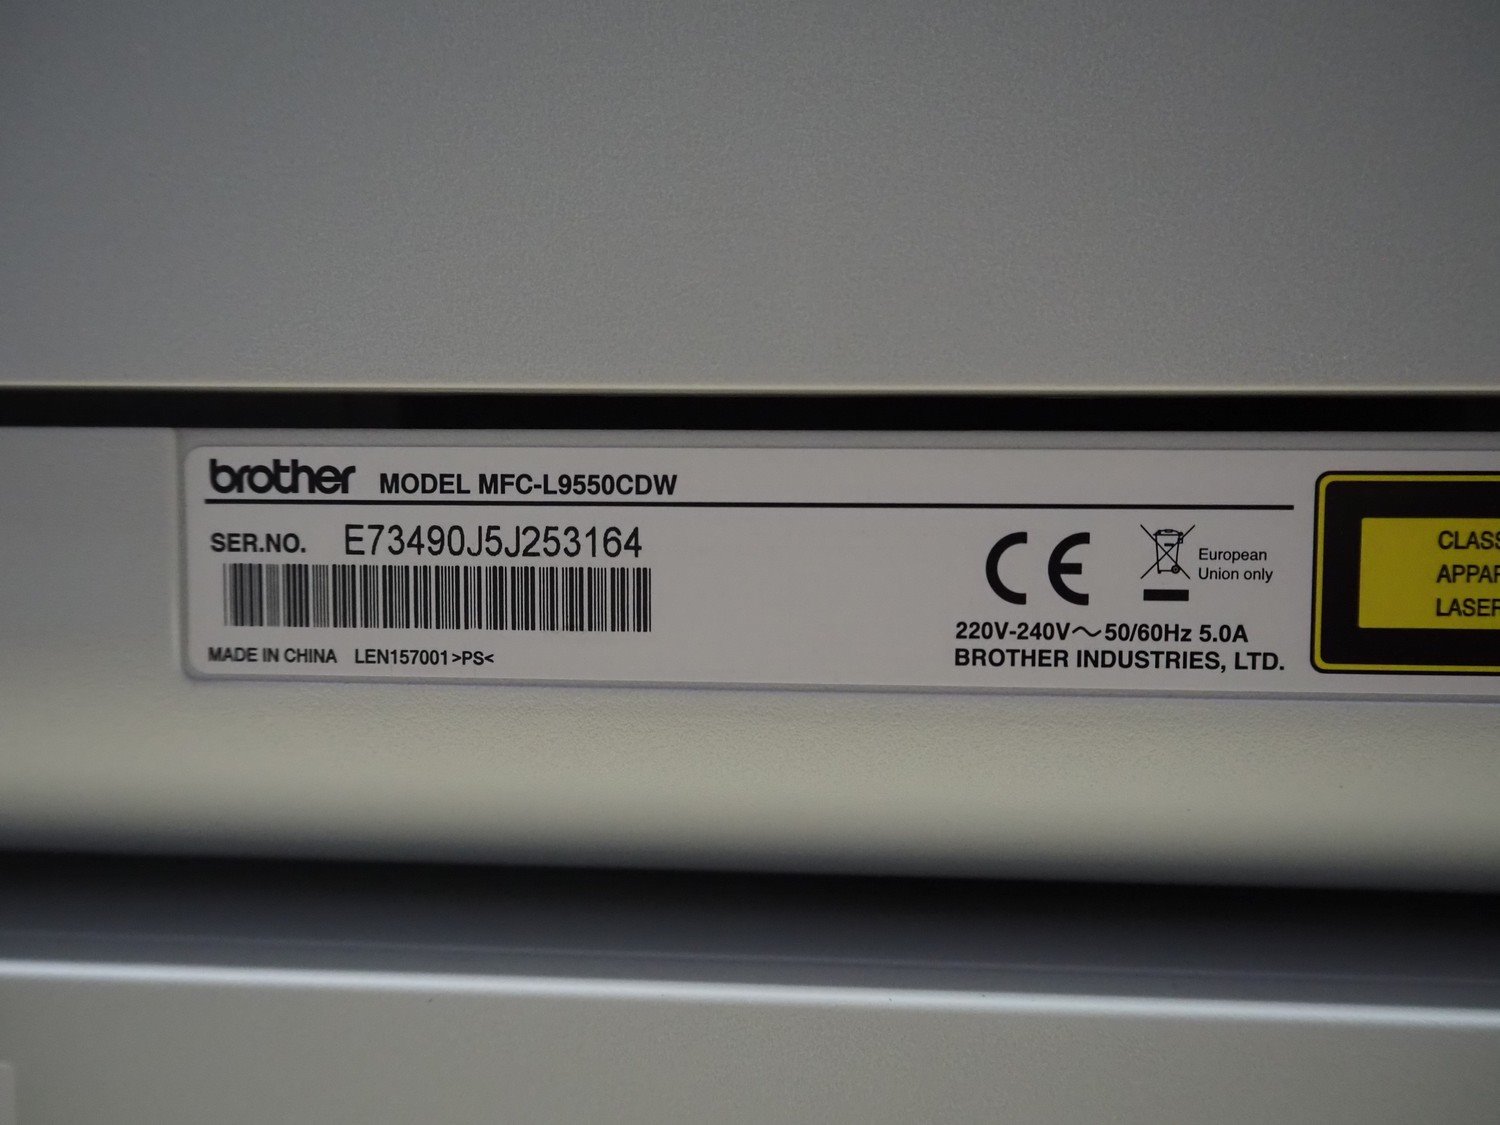 brother MODEL MFC-L9550CDW
SER.NO. E73490J5J253164
MADE IN CHINA LEN157001 >PS<
European
Union only
220V-240V～50/60Hz 5.0A
BROTHER INDUSTRIES, LTD.
CLASS
APPAR
LASER